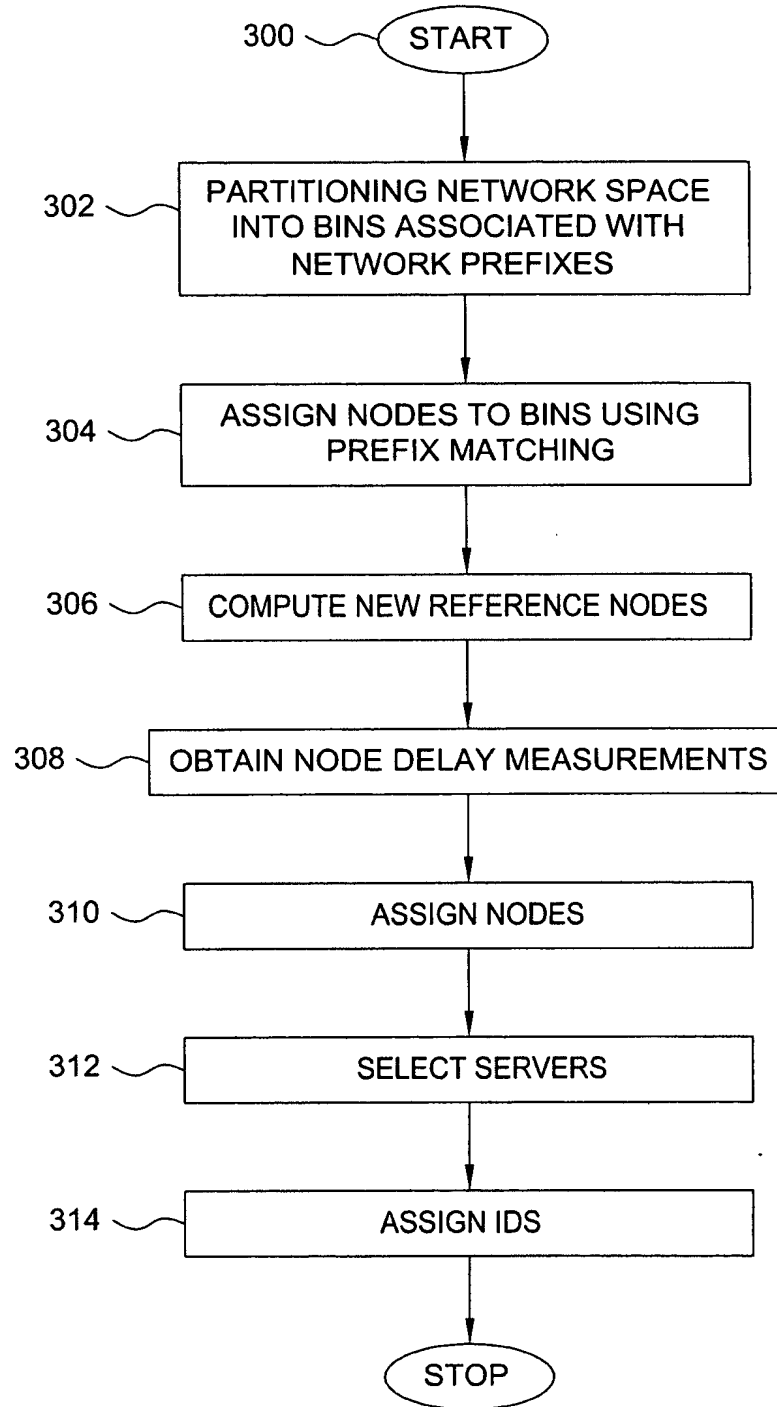 300 START
302 PARTITIONING NETWORK SPACE
INTO BINS ASSOCIATED WITH
NETWORK PREFIXES
304 ASSIGN NODES TO BINS USING
PREFIX MATCHING
306 COMPUTE NEW REFERENCE NODES
308 OBTAIN NODE DELAY MEASUREMENTS
310 ASSIGN NODES
312 SELECT SERVERS
314 ASSIGN IDS
STOP